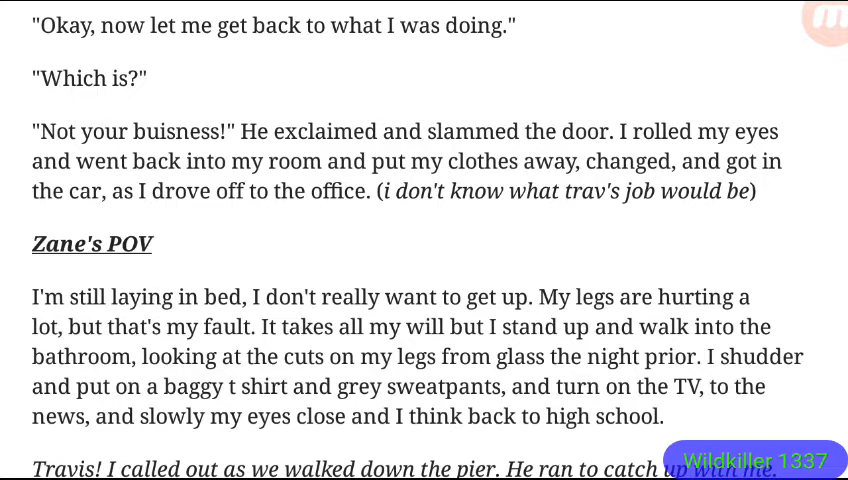 "Okay, now let me get back to what I was doing."
"Which is?"
"Not your buisness!" He exclaimed and slammed the door. I rolled my eyes
and went back into my room and put my clothes away, changed, and got in
the car, as I drove off to the office. (i don't know what trav's job would be)
Zane's POV
I'm still laying in bed, I don't really want to get up. My legs are hurting a
lot, but that's my fault. It takes all my will but I stand up and walk into the
bathroom, looking at the cuts on my legs from glass the night prior. I shudder
and put on a baggy t shirt and grey sweatpants, and turn on the TV, to the
news, and slowly my eyes close and I think back to high school.
Travis! I called out as we walked down the pier. He ran to catch up with me.
Wildkiller 1337